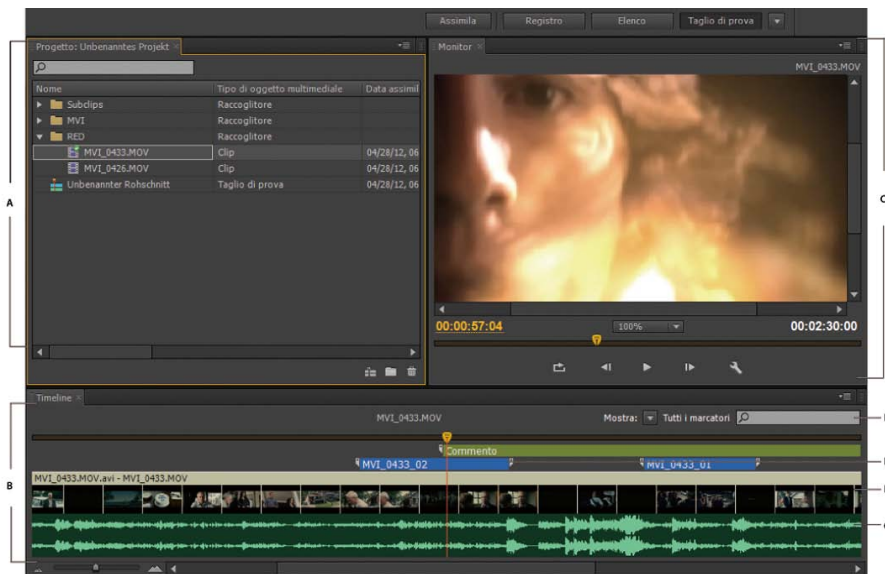 Assimila Registro Elenco Taglio di prova
Progetto: Unbenanntes Projekt
Monitor
MVI_0433.MOV
Nome Tipo di oggetto multimediale Data assimil
Subclips Raccoglitore
MVI Raccoglitore
RED Raccoglitore
MVI_0433.MOV Clip 04/28/12, 06
MVI_0426.MOV Clip 04/28/12, 06
Unbenannter Rohschnitt Taglio di prova 04/28/12, 06
A
C
00:00:57:04 100% 00:02:30:00
Timeline
MVI_0433.MOV Mostra: Tutti i marcatori
Commento
MVI_0433_02 MVI_0433_01
MVI_0433.MOV.avi - MVI_0433.MOV
B